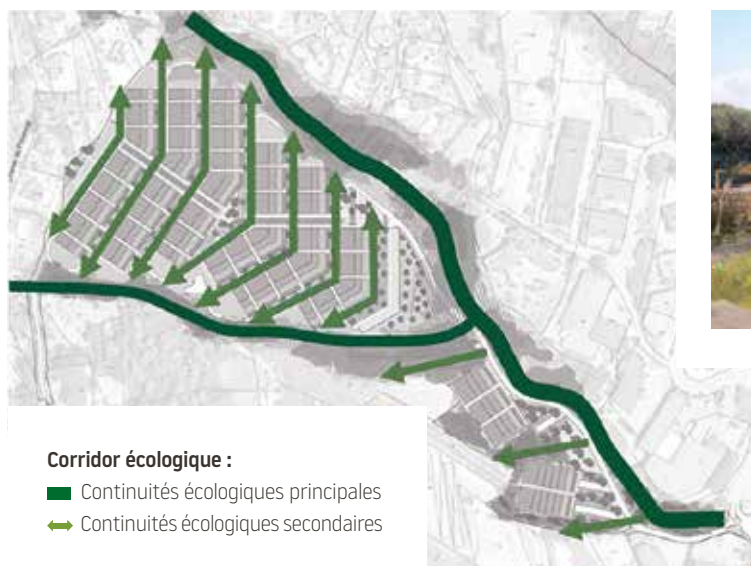 Corridor écologique :
Continuités écologiques principales
Continuités écologiques secondaires